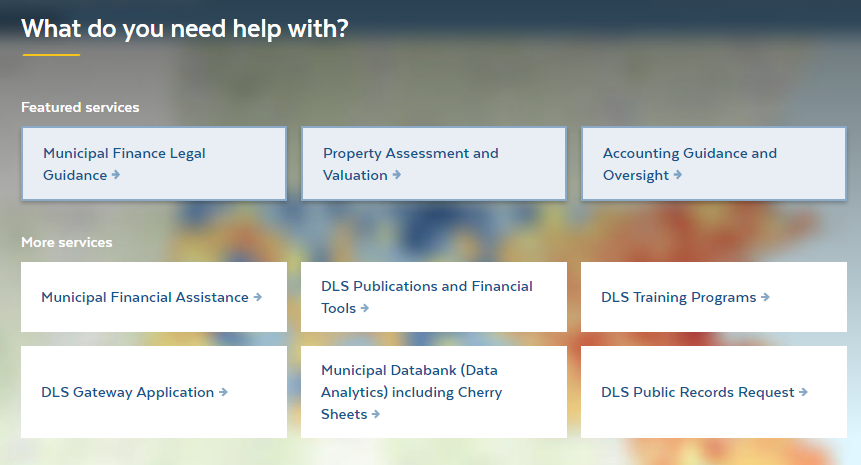 What do you need help with?
Featured services
Municipal Finance Legal
Guidance
Property Assessment and
Valuation
Accounting Guidance and
Oversight
More services
Municipal Financial Assistance
DLS Publications and Financial
Tools
DLS Training Programs
DLS Gateway Application
Municipal Databank (Data
Analytics) including Cherry
Sheets
DLS Public Records Request